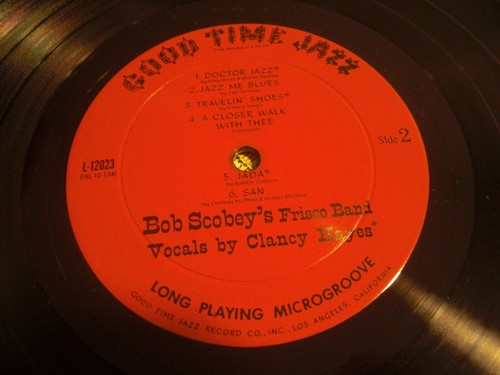 GOOD TIME JAZZ
1. DOCTOR JAZZ*
2. JAZZ ME BLUES
3. TRAVELIN' SHOES*
4. A CLOSER WALK
WITH THEE
Side 2
L-12023
5. JADA*
6. SAN
Bob Scobey's Frisco Band
Vocals by Clancy Hayes*
LONG PLAYING MICROGROOVE
GOOD TIME JAZZ RECORD CO., INC., LOS ANGELES, CALIFORNIA